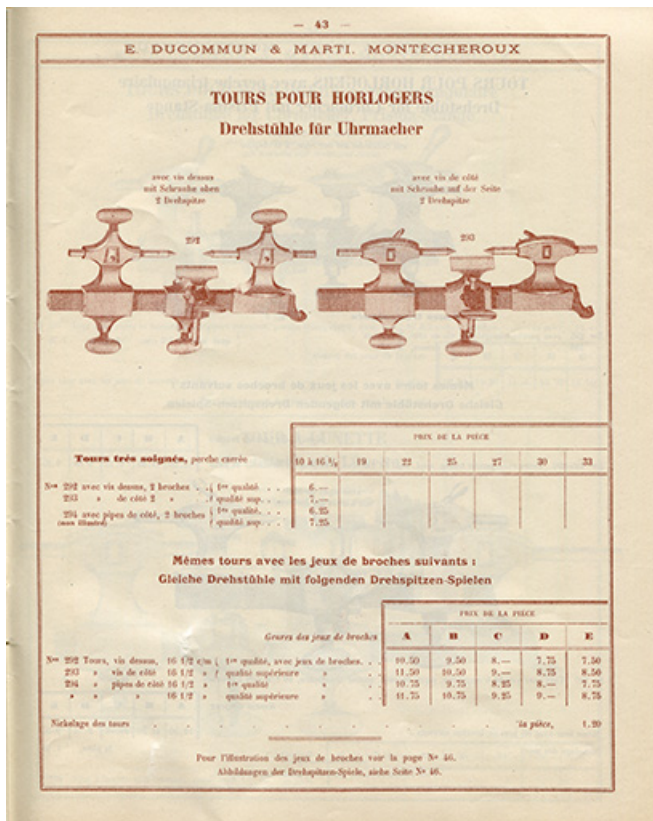 — 43 —
E. DUCOMMUN & MARTI. MONTÉCHEROUX
TOURS POUR HORLOGERS
Drehstühle für Uhrmacher
avec vis dessus
mit Schraube oben
2 Drehspitze
avec vis de côté
mit Schraube auf der Seite
2 Drehspitze
292
293
PRIX DE LA PIÈCE
Tours très soignés, perche carrée 10 à 16 ½ 19 22 25 27 30 33
Nos 292 avec vis dessus, 2 broches . . 1re qualité. . . . 6.—
293 » de côté 2 » . qualité sup. . . . 7.—
294 avec pipes de côté, 2 broches 1re qualité. . . . 6.25
(non illustré) qualité sup. . . . 7.25
Mêmes tours avec les jeux de broches suivants :
Gleiche Drehstühle mit folgenden Drehspitzen-Spielen
PRIX DE LA PIÈCE
Genres des jeux de broches A B C D E
Nos 292 Tours, vis dessus, 16 1/2 c/m 1re qualité, avec jeux de broches. . . 10.50 9.50 8.— 7.75 7.50
293 » vis de côté 16 1/2 » qualité supérieure » . . 11.50 10.50 9.— 8.75 8.50
294 » pipes de côté 16 1/2 » 1re qualité » . . 10.75 9.75 8.25 8.— 7.75
» » » 16 1/2 » qualité supérieure » . . 11.75 10.75 9.25 9.— 8.75
Nickelage des tours . . . . . . . . . . la pièce, 1.20
Pour l'illustration des jeux de broches voir la page No 46.
Abbildungen der Drehspitzen-Spiele, siehe Seite No 46.